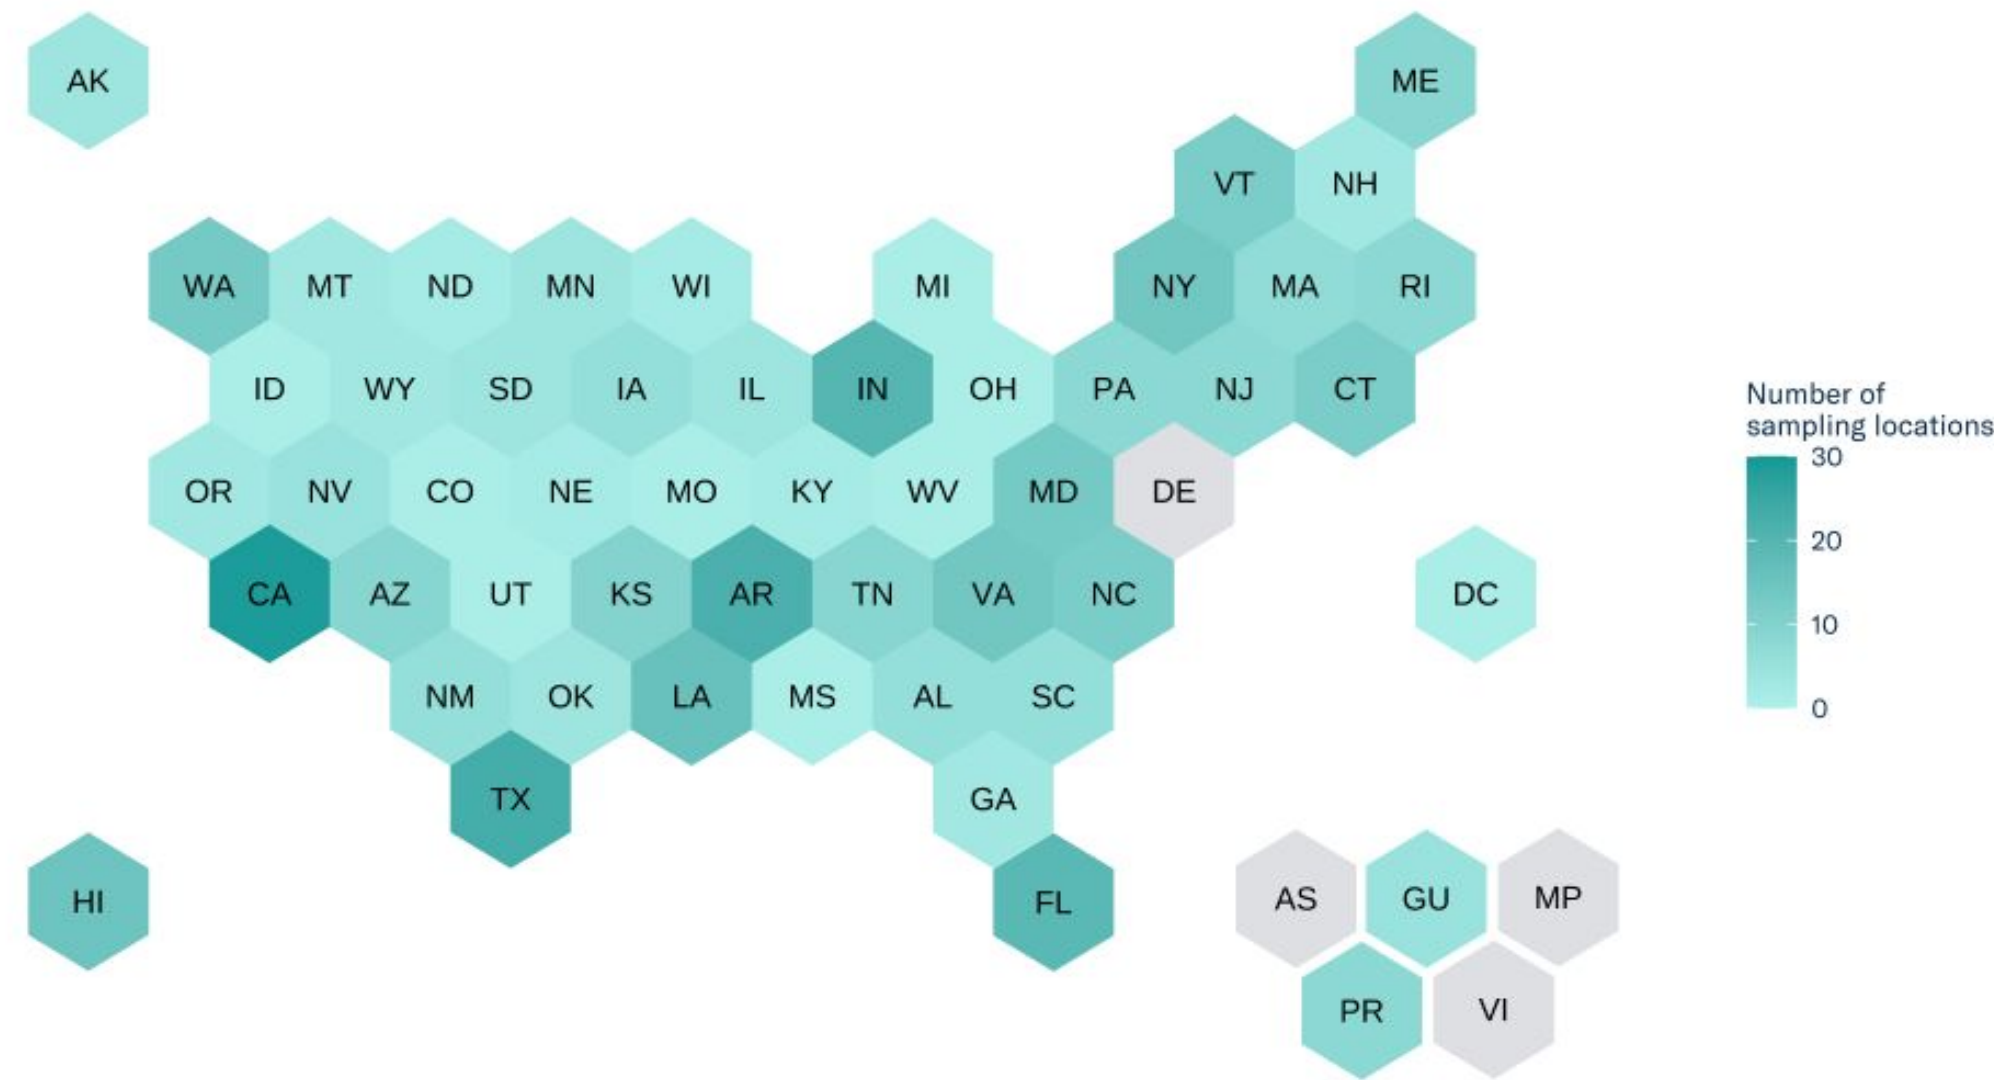 AK
ME
VT
NH
WA
MT
ND
MN
WI
MI
NY
MA
RI
ID
WY
SD
IA
IL
IN
OH
PA
NJ
CT
Number of
sampling locations
30
20
10
0
OR
NV
CO
NE
MO
KY
WV
MD
DE
CA
AZ
UT
KS
AR
TN
VA
NC
DC
NM
OK
LA
MS
AL
SC
TX
GA
HI
FL
AS
GU
MP
PR
VI